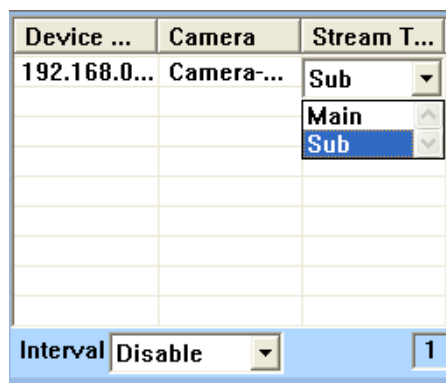 Device ... Camera Stream T...
192.168.0... Camera-... Sub
Main
Sub
Interval Disable 1